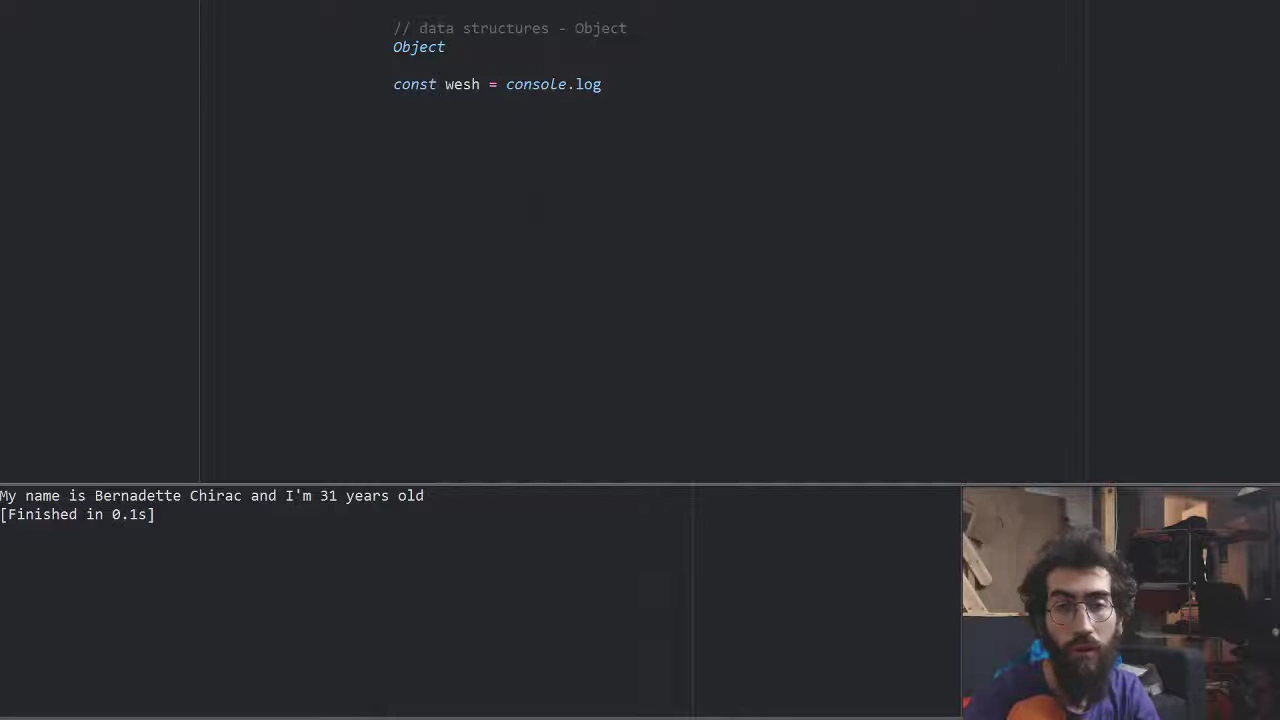 // data structures - Object
Object
const wesh = console.log
My name is Bernadette Chirac and I'm 31 years old
[Finished in 0.1s]